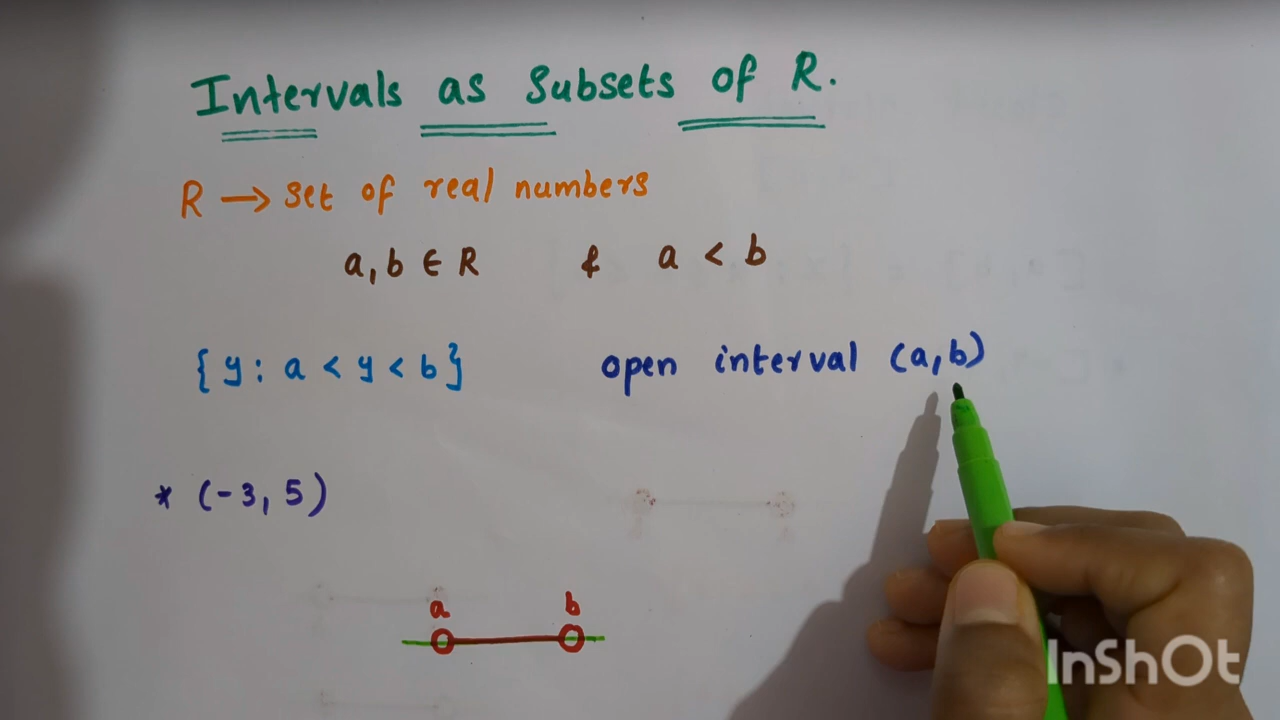 Intervals as Subsets of R.
R → set of real numbers
a, b ∈ R & a < b
{y : a < y < b} open interval (a,b)
* (-3, 5)
a b
InShOt